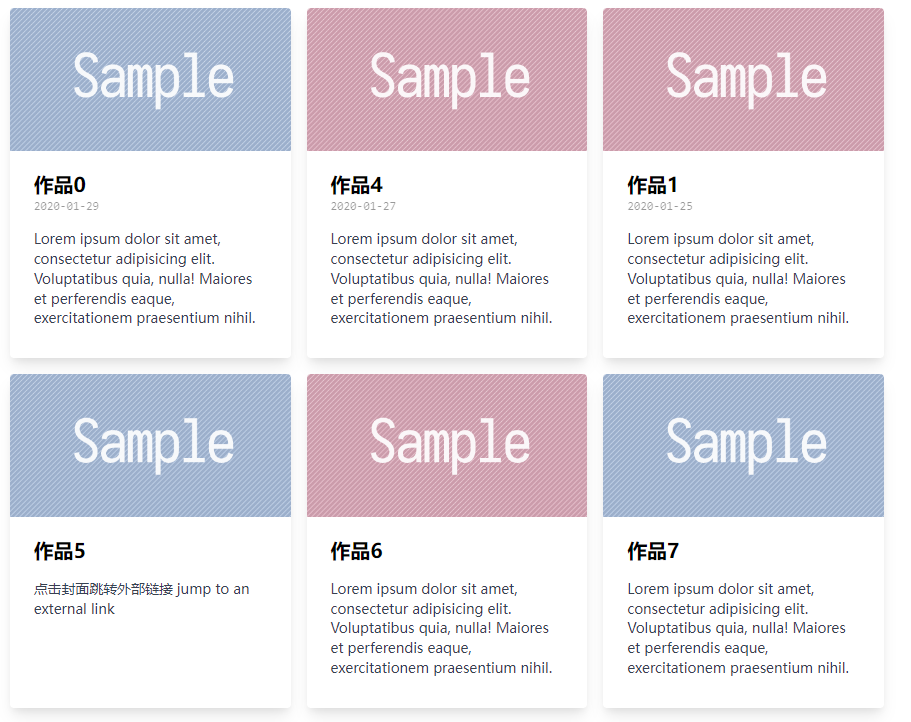 Sample
作品0
2020-01-29
Lorem ipsum dolor sit amet,
consectetur adipisicing elit.
Voluptatibus quia, nulla! Maiores
et perferendis eaque,
exercitationem praesentium nihil.
Sample
作品4
2020-01-27
Lorem ipsum dolor sit amet,
consectetur adipisicing elit.
Voluptatibus quia, nulla! Maiores
et perferendis eaque,
exercitationem praesentium nihil.
Sample
作品1
2020-01-25
Lorem ipsum dolor sit amet,
consectetur adipisicing elit.
Voluptatibus quia, nulla! Maiores
et perferendis eaque,
exercitationem praesentium nihil.
Sample
作品5
点击封面跳转外部链接 jump to an
external link
Sample
作品6
Lorem ipsum dolor sit amet,
consectetur adipisicing elit.
Voluptatibus quia, nulla! Maiores
et perferendis eaque,
exercitationem praesentium nihil.
Sample
作品7
Lorem ipsum dolor sit amet,
consectetur adipisicing elit.
Voluptatibus quia, nulla! Maiores
et perferendis eaque,
exercitationem praesentium nihil.